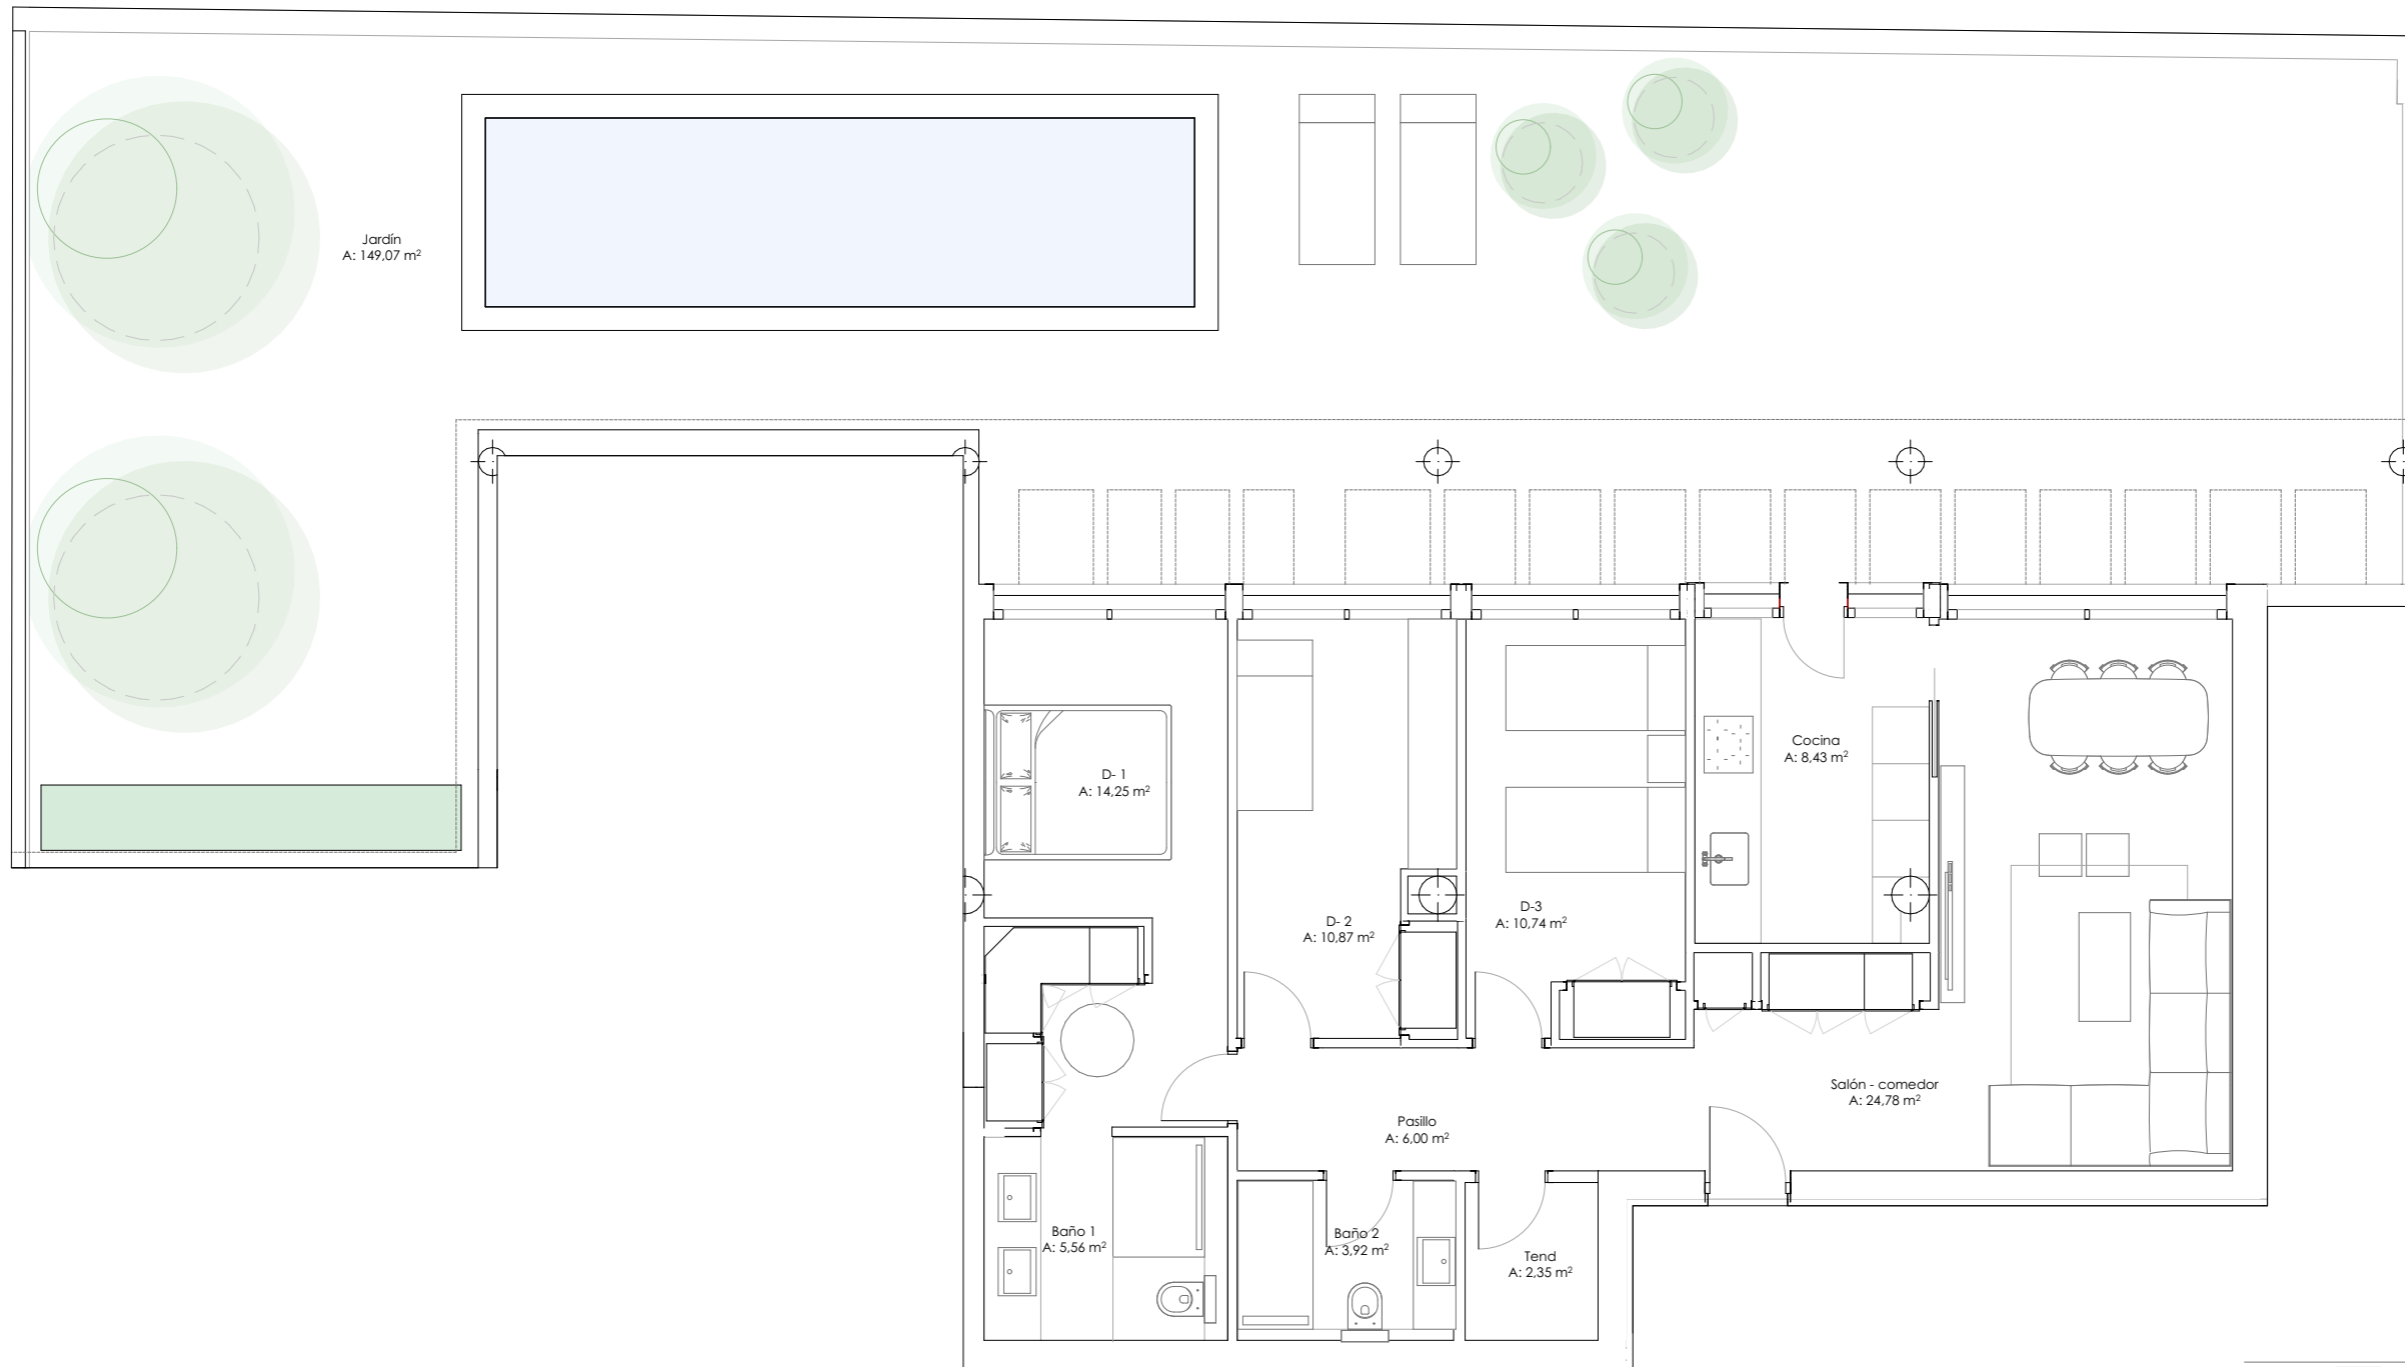 Jardín
A: 149,07 m²
D- 1
A: 14,25 m²
D- 2
A: 10,87 m²
D-3
A: 10,74 m²
Cocina
A: 8,43 m²
Salón - comedor
A: 24,78 m²
Pasillo
A: 6,00 m²
Baño 1
A: 5,56 m²
Baño 2
A: 3,92 m²
Tend
A: 2,35 m²